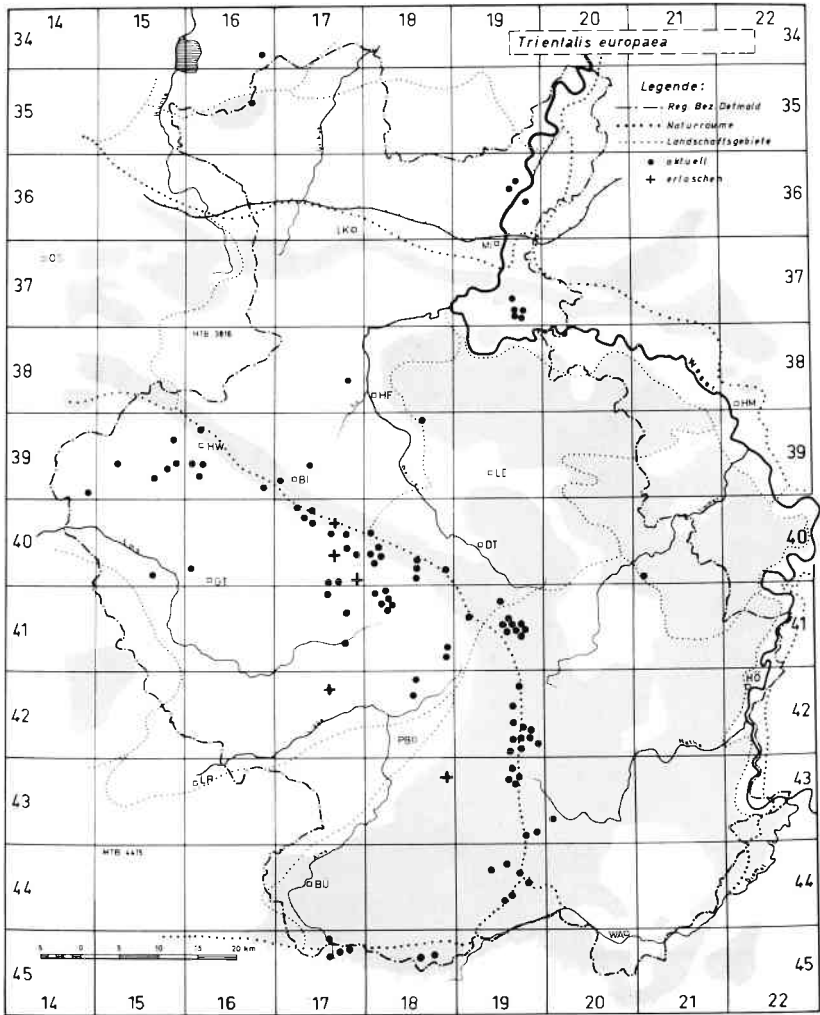 14 15 16 17 18 19 20 21 22
34 Trientalis europaea 34
Legende:
35 Reg. Bez. Detmold 35
Naturräume
Landschaftsgebiete
aktuell
36 erloschen 36
LK
MI
OS
37 37
MTB 3816
38 38
HF
HM
HW
39 39
BI
LE
40 40
DT
GT
41 41
HÖ
42 42
PB
43 43
LP
MTB 4415
44 44
BÜ
WA
5 0 5 10 15 20 km
45 45
14 15 16 17 18 19 20 21 22